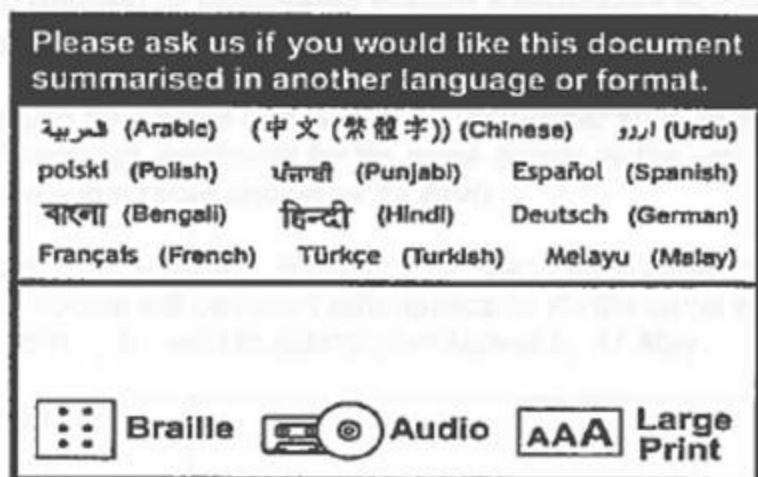 Please ask us if you would like this document
summarised in another language or format.
العربية (Arabic) (中文 (繁體字)) (Chinese) اردو (Urdu)
polski (Polish) ਪੰਜਾਬੀ (Punjabi) Español (Spanish)
বাংলা (Bengali) हिन्दी (Hindi) Deutsch (German)
Français (French) Türkçe (Turkish) Melayu (Malay)
Braille Audio AAA Large
Print